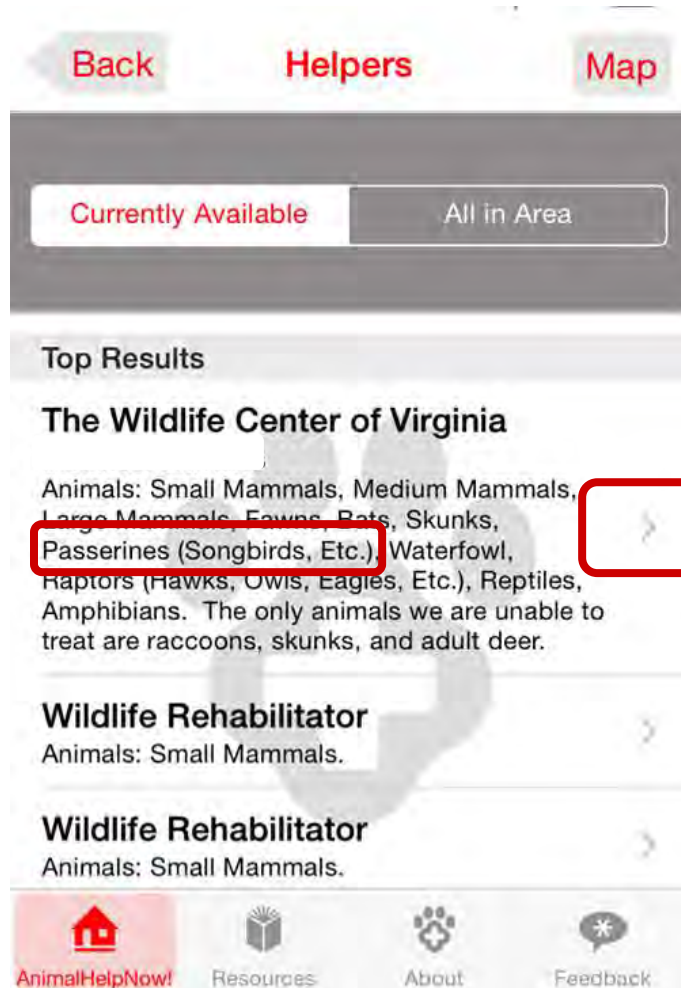 Back Helpers Map
Currently Available All in Area
Top Results
The Wildlife Center of Virginia
Animals: Small Mammals, Medium Mammals,
Large Mammals, Fawns, Bats, Skunks,
Passerines (Songbirds, Etc.), Waterfowl,
Raptors (Hawks, Owls, Eagles, Etc.), Reptiles,
Amphibians. The only animals we are unable to
treat are raccoons, skunks, and adult deer.
Wildlife Rehabilitator
Animals: Small Mammals.
Wildlife Rehabilitator
Animals: Small Mammals.
AnimalHelpNow! Resources About Feedback